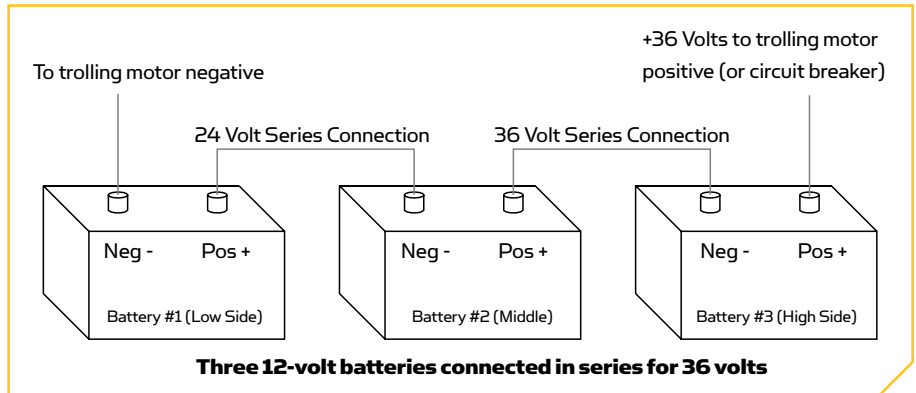 +36 Volts to trolling motor
positive (or circuit breaker)
To trolling motor negative
24 Volt Series Connection
36 Volt Series Connection
Neg -
Pos +
Neg -
Pos +
Neg -
Pos +
Battery #1 (Low Side)
Battery #2 (Middle)
Battery #3 (High Side)
Three 12-volt batteries connected in series for 36 volts